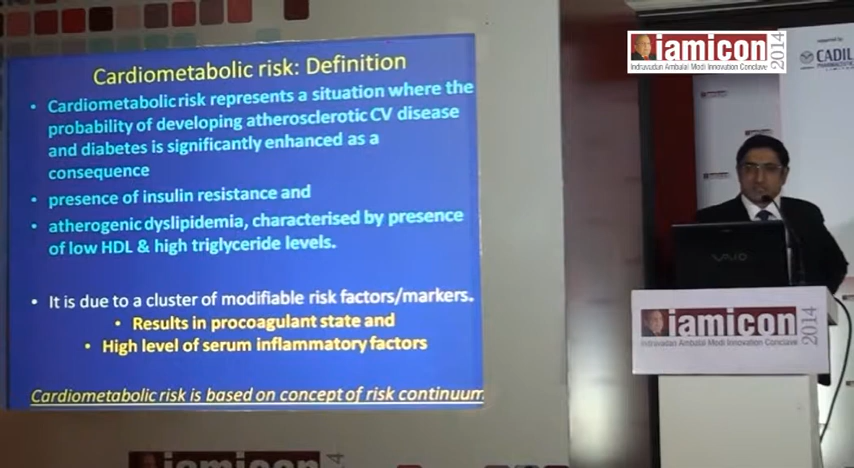 Cardiometabolic risk: Definition
• Cardiometabolic risk represents a situation where the
probability of developing atherosclerotic CV disease
and diabetes is significantly enhanced as a
consequence
• presence of insulin resistance and
• atherogenic dyslipidemia, characterised by presence
of low HDL & high triglyceride levels.
• It is due to a cluster of modifiable risk factors/markers.
• Results in procoagulant state and
• High level of serum inflammatory factors
Cardiometabolic risk is based on concept of risk continuum
iamicon 2014
Indravadan Ambalal Modi Innovation Conclave
CADIL
VAIO
iamicon 2014
Indravadan Ambalal Modi Innovation Conclave
iamicon